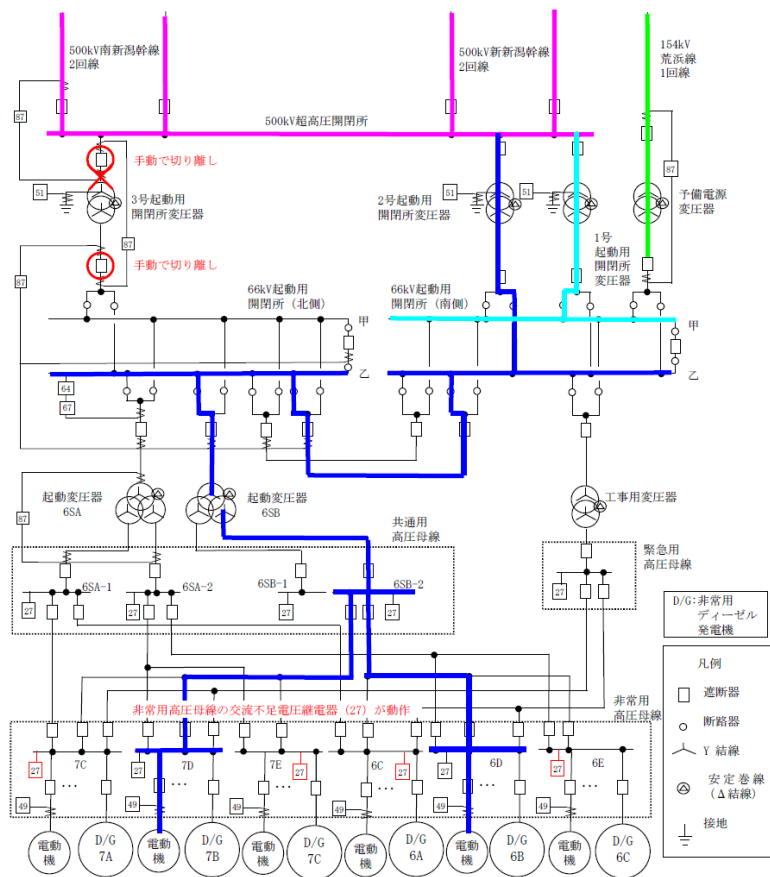 500kV南新潟幹線
2回線
500kV新新潟幹線
2回線
154kV
荒浜線
1回線
87
500kV超高圧開閉所
手動で切り離し
87
51
3号起動用
開閉所変圧器
51
2号起動用
開閉所変圧器
51
予備電源
変圧器
87
手動で切り離し
87
1号
起動用
開閉所
変圧器
66kV起動用
開閉所(北側)
66kV起動用
開閉所(南側)
甲
甲
乙
乙
64
67
起動変圧器
6SA
起動変圧器
6SB
工事用変圧器
87
共通用
高圧母線
緊急用
高圧母線
6SA-1
6SA-2
6SB-1
6SB-2
27
27
27
27
27
D/G:非常用
ディーゼル
発電機
凡例
遮断器
断路器
Y 結線
安定巻線
(Δ結線)
接地
非常用高圧母線の交流不足電圧継電器(27)が動作
非常用
高圧母線
7C
7D
7E
6C
6D
6E
27
27
27
27
27
27
...
...
...
...
...
...
49
49
49
49
49
49
電動
機
D/G
7A
電動
機
D/G
7B
電動
機
D/G
7C
電動
機
D/G
6A
電動
機
D/G
6B
電動
機
D/G
6C